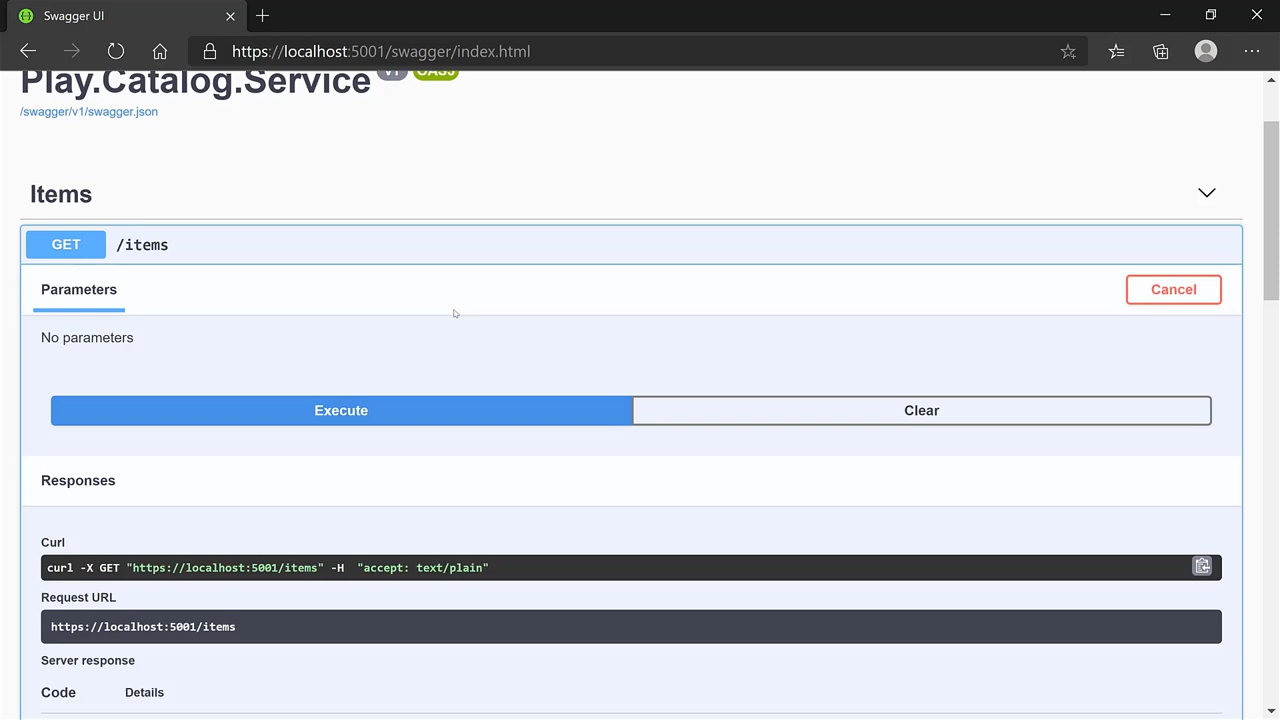 Swagger UI
https://localhost:5001/swagger/index.html
Play.Catalog.Service v1 OAS3
/swagger/v1/swagger.json
Items
GET /items
Parameters
Cancel
No parameters
Execute
Clear
Responses
Curl
curl -X GET "https://localhost:5001/items" -H  "accept: text/plain"
Request URL
https://localhost:5001/items
Server response
Code Details